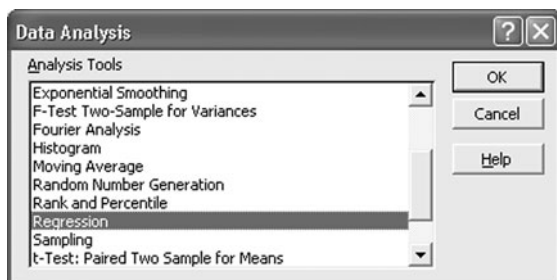 Data Analysis
Analysis Tools
Exponential Smoothing
F-Test Two-Sample for Variances
Fourier Analysis
Histogram
Moving Average
Random Number Generation
Rank and Percentile
Regression
Sampling
t-Test: Paired Two Sample for Means
OK
Cancel
Help